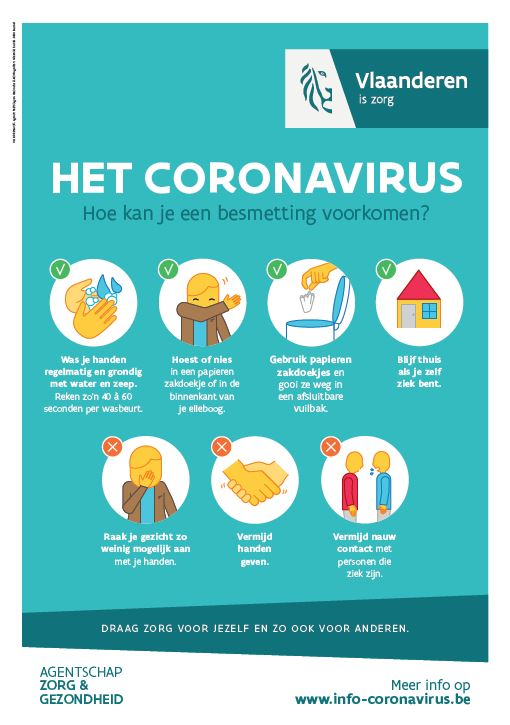 Vlaanderen
is zorg
HET CORONAVIRUS
Hoe kan je een besmetting voorkomen?
Was je handen
regelmatig en grondig
met water en zeep.
Reken zo'n 40 à 60
seconden per wasbeurt.
Hoest of nies
in een papieren
zakdoekje of in de
binnenkant van
je elleboog.
Gebruik papieren
zakdoekjes en
gooi ze weg in
een afsluitbare
vuilbak.
Blijf thuis
als je zelf
ziek bent.
Raak je gezicht zo
weinig mogelijk aan
met je handen.
Vermijd
handen
geven.
Vermijd nauw
contact met
personen die
ziek zijn.
DRAAG ZORG VOOR JEZELF EN ZO OOK VOOR ANDEREN.
AGENTSCHAP
ZORG &
GEZONDHEID
Meer info op
www.info-coronavirus.be